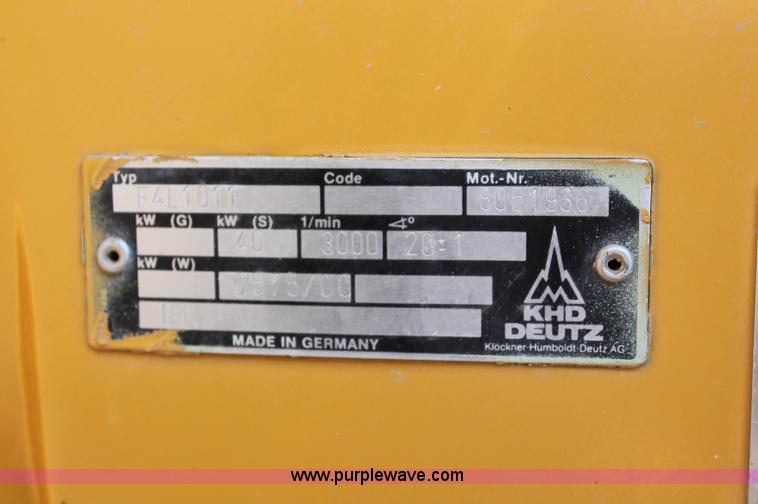 Typ Code Mot.-Nr.
F4L1011
kW (G) kW (S) 1/min ∢°
40 3000 20±1
kW (W)
KHD
DEUTZ
MADE IN GERMANY
Klöckner-Humboldt-Deutz AG
www.purplewave.com